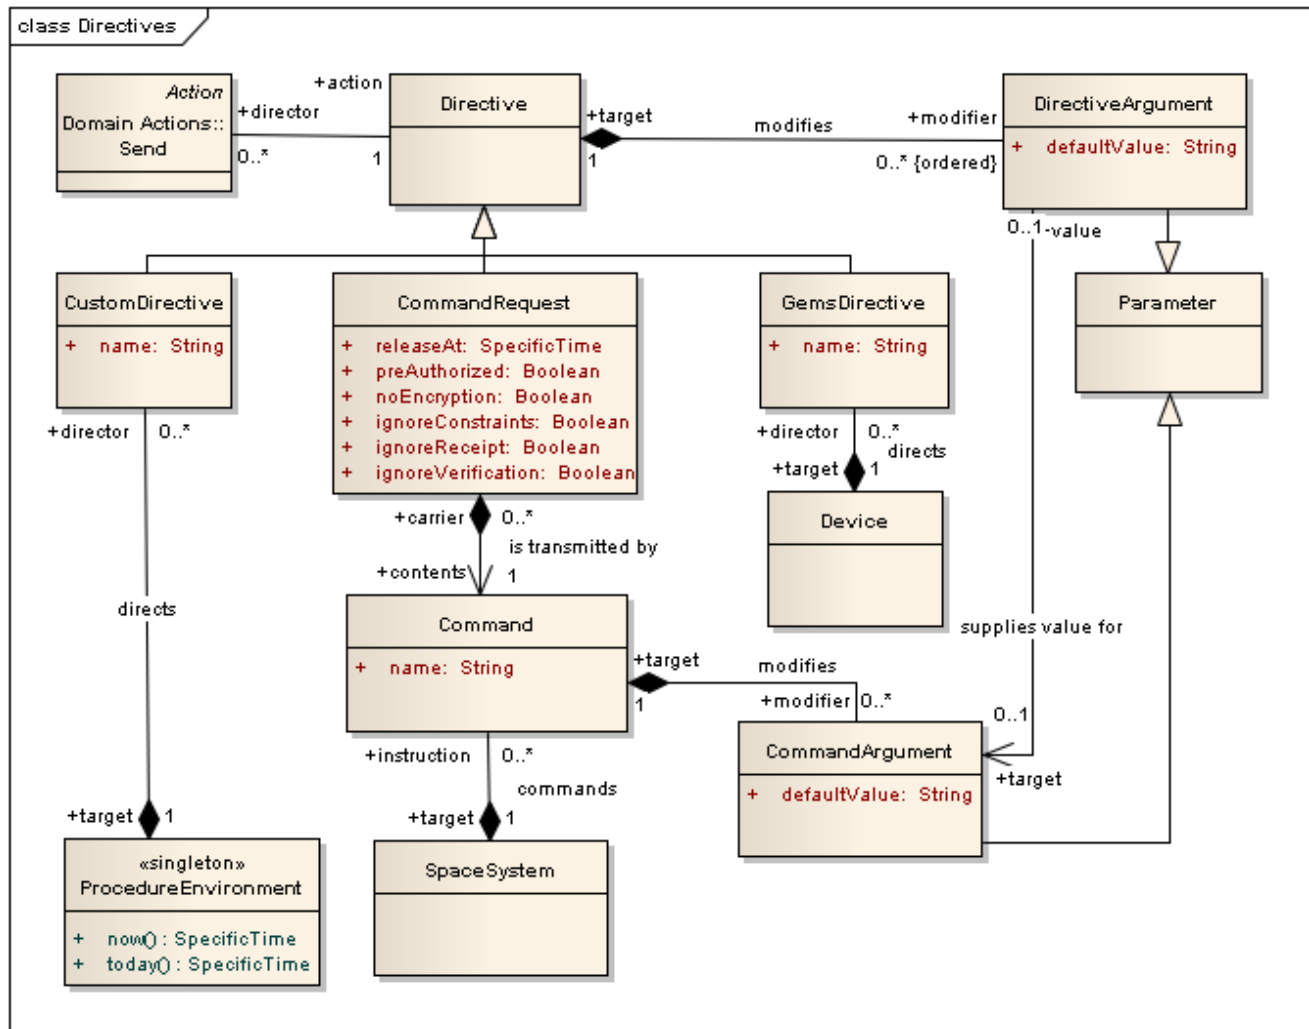 class Directives
Action
Domain Actions::
Send
+director
0..*
+action
1
Directive
+target
1
modifies
+modifier
0..* {ordered}
DirectiveArgument
+ defaultValue: String
0..1
-value
CustomDirective
+ name: String
CommandRequest
+ releaseAt: SpecificTime
+ preAuthorized: Boolean
+ noEncryption: Boolean
+ ignoreConstraints: Boolean
+ ignoreReceipt: Boolean
+ ignoreVerification: Boolean
GemsDirective
+ name: String
Parameter
+director 0..*
+director 0..*
directs
+target 1
Device
+carrier 0..*
is transmitted by
+contents 1
directs
Command
+ name: String
+target
1
modifies
+modifier 0..*
supplies value for
0..1
+target
CommandArgument
+ defaultValue: String
+instruction 0..*
commands
+target 1
SpaceSystem
+target 1
«singleton»
ProcedureEnvironment
+ now() : SpecificTime
+ today() : SpecificTime